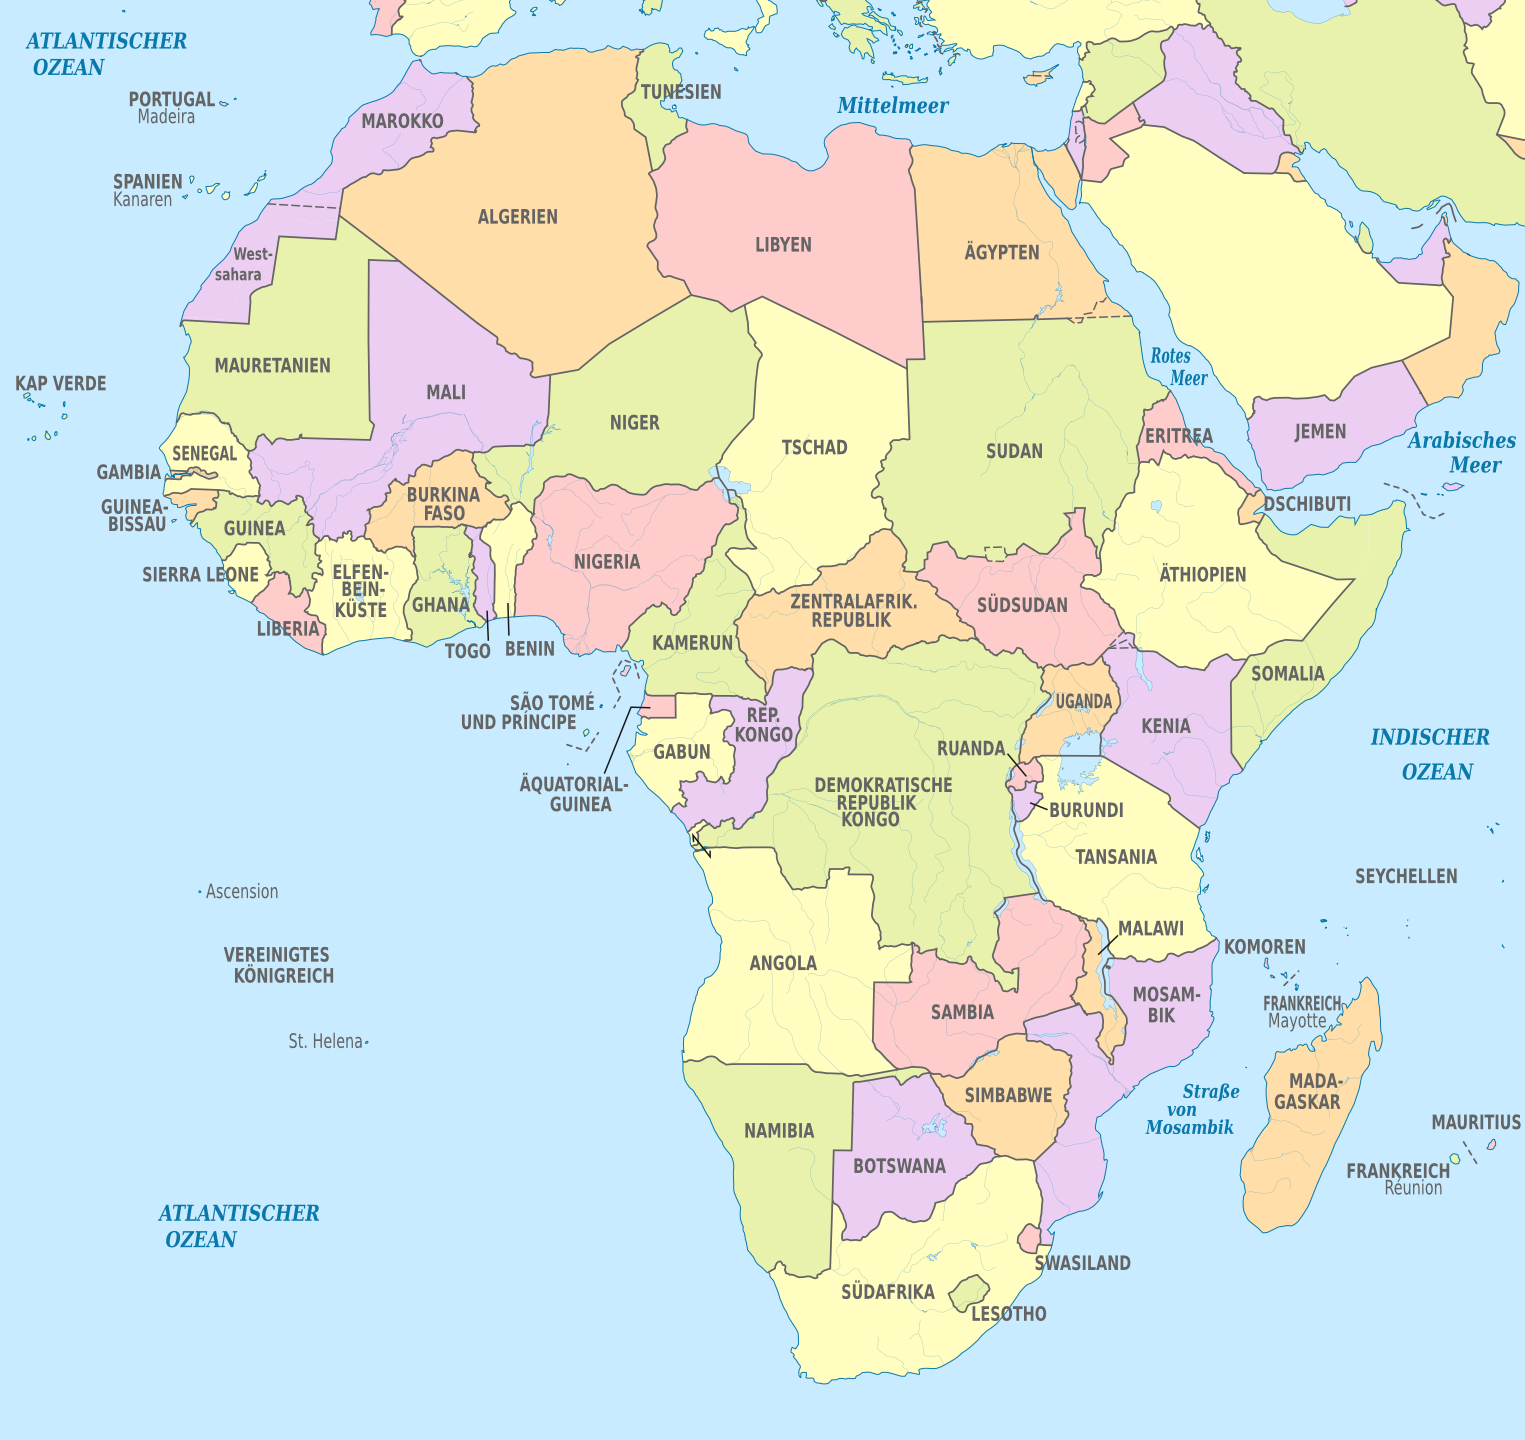 ATLANTISCHER
OZEAN
PORTUGAL
Madeira
SPANIEN
Kanaren
MAROKKO
TUNESIEN
Mittelmeer
ALGERIEN
LIBYEN
ÄGYPTEN
West-
sahara
MAURETANIEN
MALI
NIGER
TSCHAD
SUDAN
Rotes
Meer
ERITREA
JEMEN
Arabisches
Meer
KAP VERDE
SENEGAL
GAMBIA
GUINEA-
BISSAU
GUINEA
SIERRA LEONE
LIBERIA
ELFEN-
BEIN-
KÜSTE
BURKINA
FASO
GHANA
TOGO
BENIN
NIGERIA
KAMERUN
ZENTRALAFRIK.
REPUBLIK
SÜDSUDAN
ÄTHIOPIEN
DSCHIBUTI
SOMALIA
SÃO TOMÉ
UND PRÍNCIPE
ÄQUATORIAL-
GUINEA
GABUN
REP.
KONGO
DEMOKRATISCHE
REPUBLIK
KONGO
UGANDA
KENIA
RUANDA
BURUNDI
TANSANIA
INDISCHER
OZEAN
SEYCHELLEN
Ascension
VEREINIGTES
KÖNIGREICH
St. Helena
ANGOLA
SAMBIA
MALAWI
MOSAM-
BIK
KOMOREN
FRANKREICH
Mayotte
MADA-
GASKAR
Straße
von
Mosambik
MAURITIUS
FRANKREICH
Réunion
SIMBABWE
NAMIBIA
BOTSWANA
ATLANTISCHER
OZEAN
SWASILAND
SÜDAFRIKA
LESOTHO